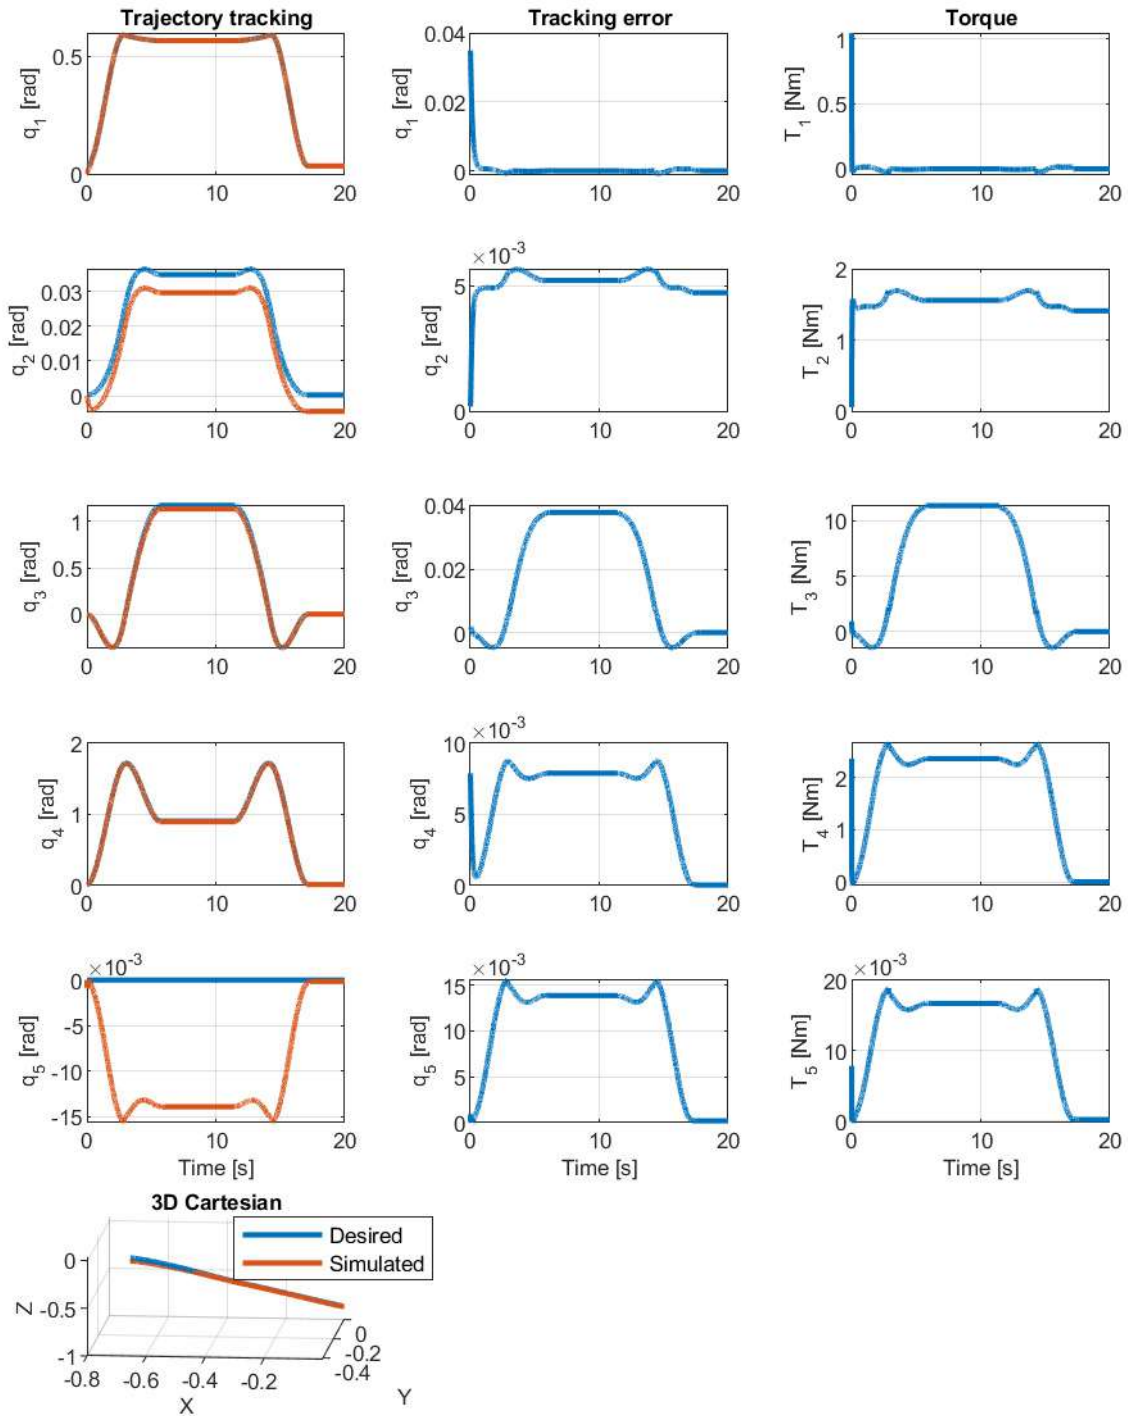 Trajectory tracking
Tracking error
Torque
q1 [rad]
0.5
0
0 10 20
q1 [rad]
0.04
0.02
0
0 10 20
T1 [Nm]
1
0.5
0
0 10 20
q2 [rad]
0.03
0.02
0.01
0
0 10 20
×10-3
q2 [rad]
5
0
0 10 20
T2 [Nm]
2
1
0
0 10 20
q3 [rad]
1
0.5
0
0 10 20
q3 [rad]
0.04
0.02
0
0 10 20
T3 [Nm]
10
5
0
0 10 20
q4 [rad]
2
1
0
0 10 20
×10-3
q4 [rad]
10
5
0
0 10 20
T4 [Nm]
2
1
0
0 10 20
×10-3
q5 [rad]
0
-5
-10
-15
0 10 20
Time [s]
×10-3
q5 [rad]
15
10
5
0
0 10 20
Time [s]
×10-3
T5 [Nm]
20
10
0
0 10 20
Time [s]
3D Cartesian
Desired
Simulated
Z
0
-0.5
-1
-0.8 -0.6 -0.4 -0.2
X
0
-0.2
-0.4
Y